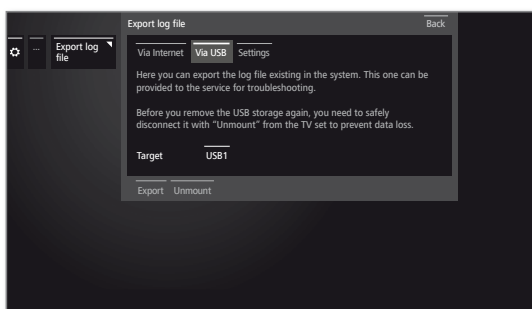 Export log file
Back
...
Export log
file
Via Internet
Via USB
Settings
Here you can export the log file existing in the system. This one can be
provided to the service for troubleshooting.
Before you remove the USB storage again, you need to safely
disconnect it with "Unmount" from the TV set to prevent data loss.
Target
USB1
Export
Unmount